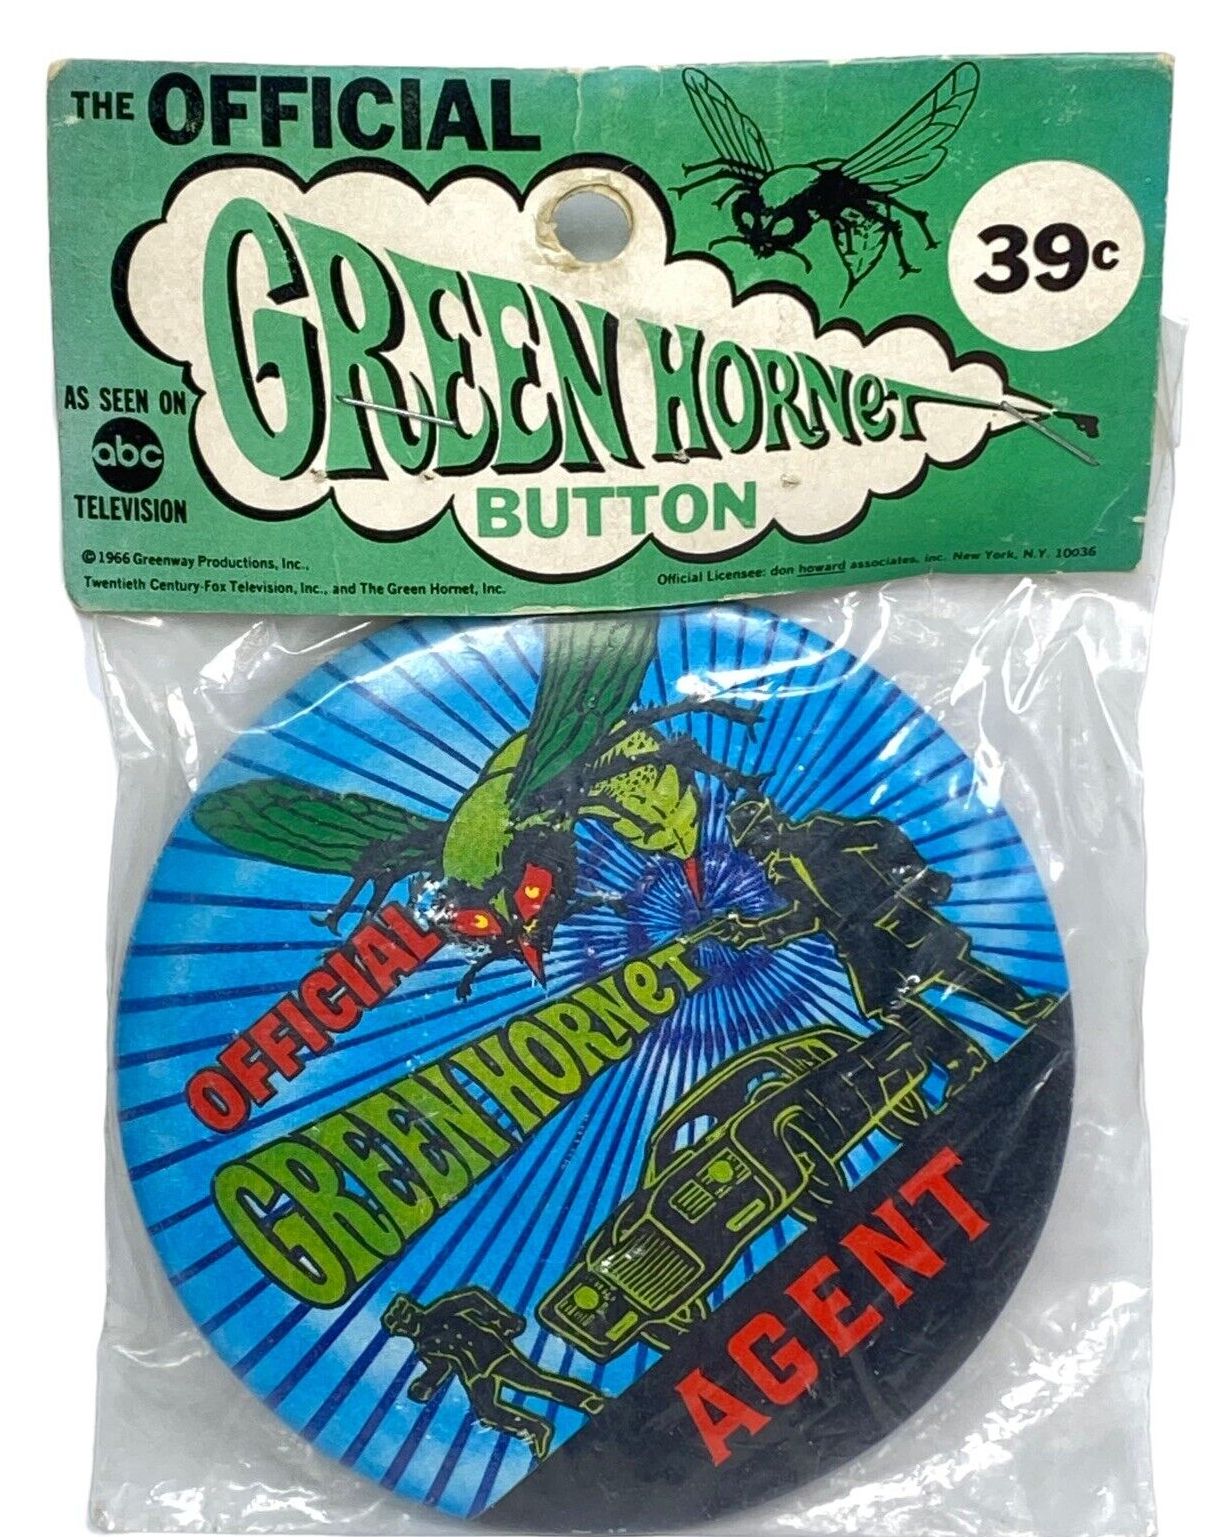 THE OFFICIAL
GREEN HORNET
BUTTON
39c
AS SEEN ON
abc
TELEVISION
©1966 Greenway Productions, Inc.,
Twentieth Century-Fox Television, Inc., and The Green Hornet, Inc.
Official Licensee: don howard associates, inc. New York, N.Y. 10036
OFFICIAL
GREEN HORNET
AGENT